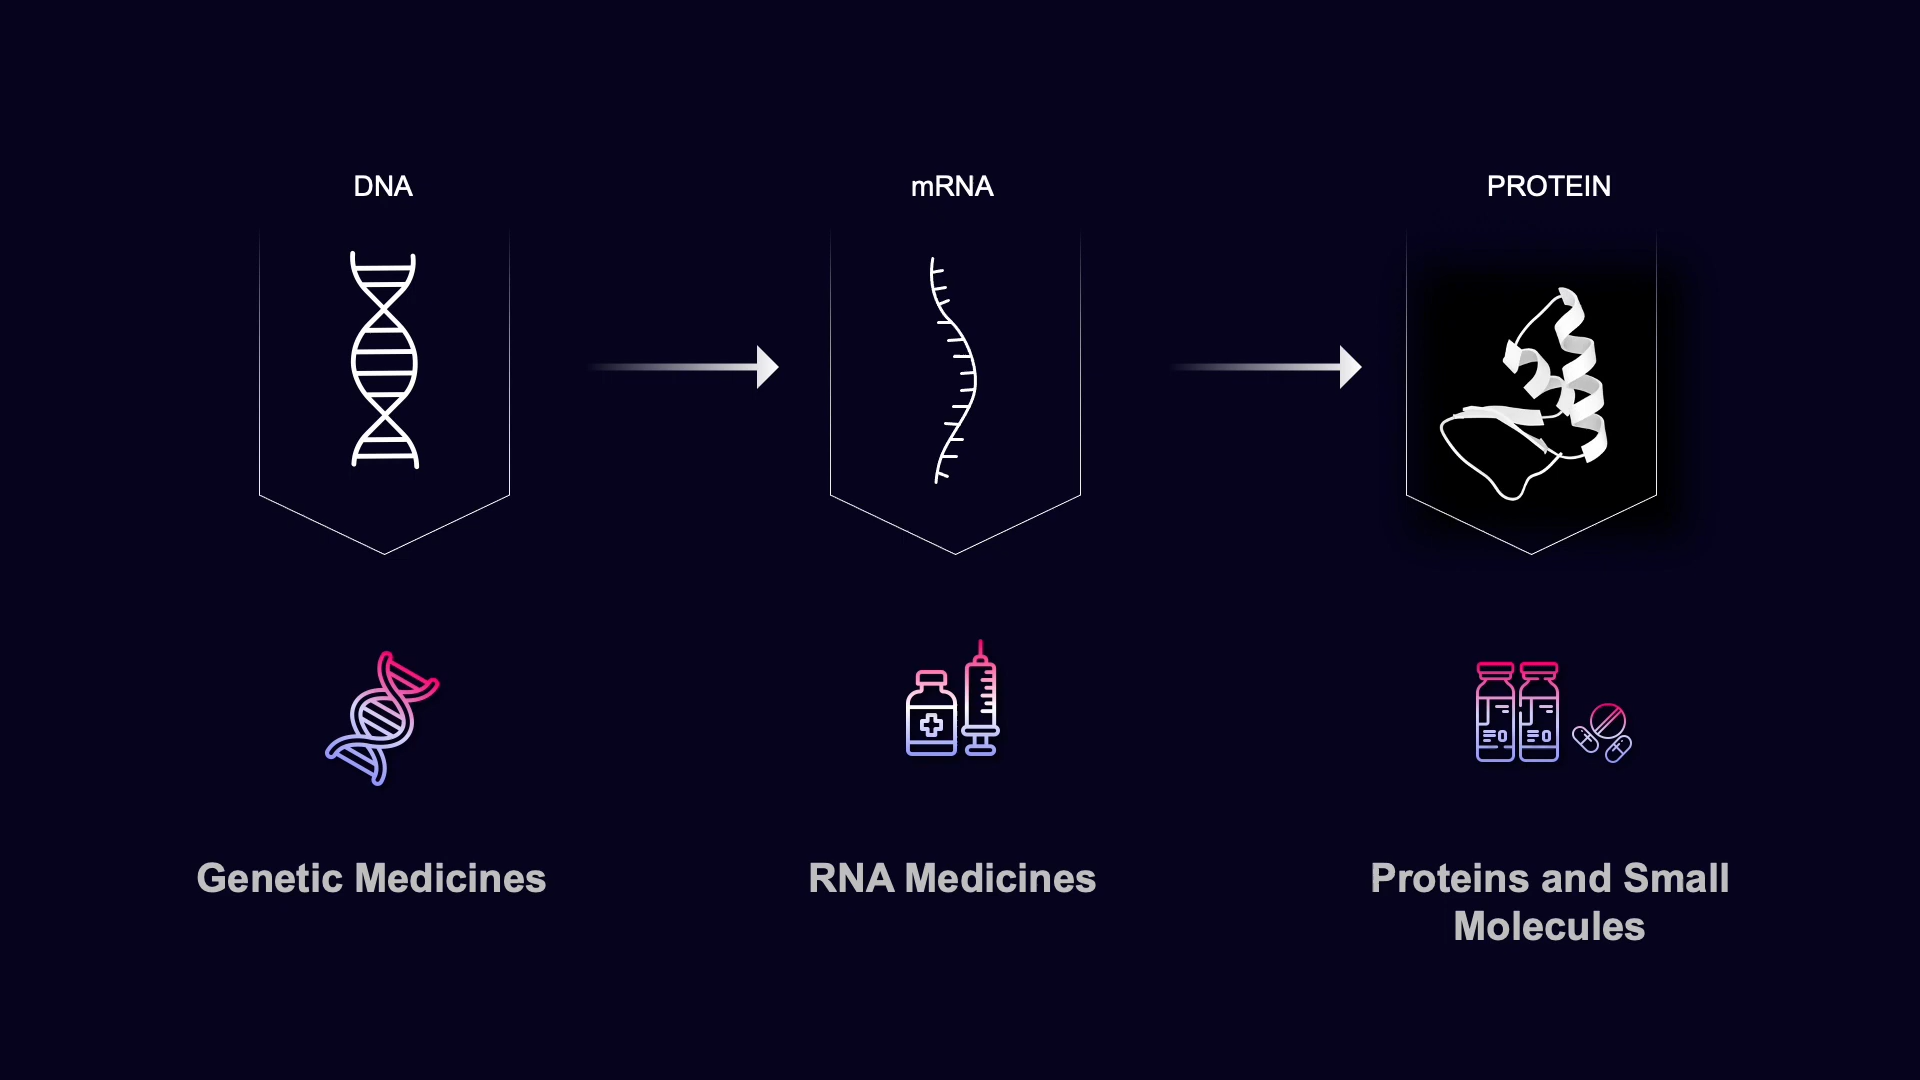 DNA
mRNA
PROTEIN
Genetic Medicines
RNA Medicines
Proteins and Small
Molecules